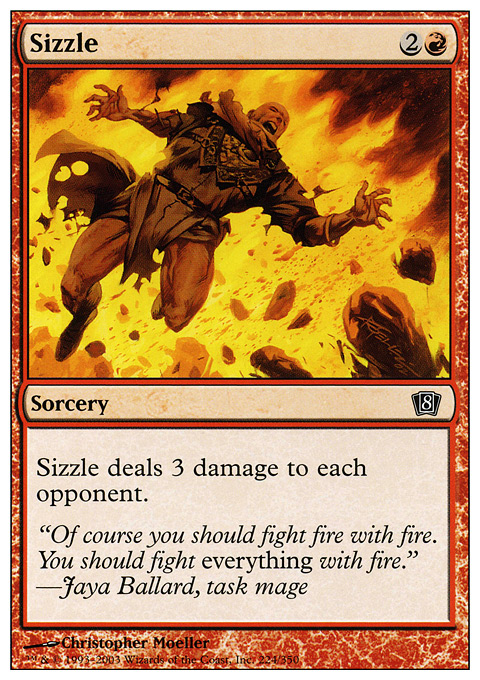 Sizzle 2
Sorcery 8
Sizzle deals 3 damage to each
opponent.
“Of course you should fight fire with fire.
You should fight everything with fire.”
—Jaya Ballard, task mage
Christopher Moeller
™ & © 1993–2003 Wizards of the Coast, Inc. 224/350